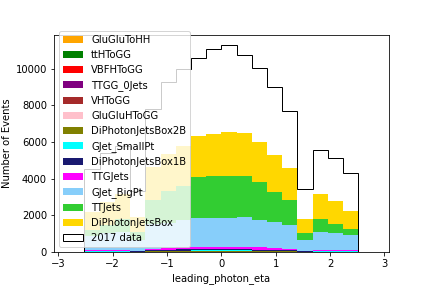 GluGluToHH
ttHToGG
VBFHToGG
TTGG_0Jets
VHToGG
GluGluHToGG
DiPhotonJetsBox2B
GJet_SmallPt
DiPhotonJetsBox1B
TTGJets
GJet_BigPt
TTJets
DiPhotonJetsBox
2017 data
Number of Events
10000
8000
6000
4000
2000
0
−3 −2 −1 0 1 2 3
leading_photon_eta